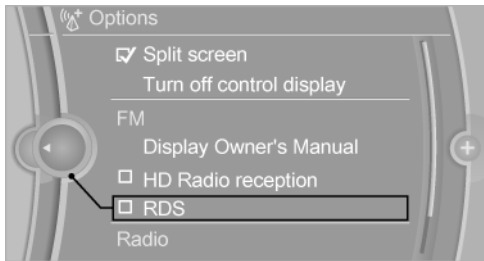 Options
Split screen
Turn off control display
FM
Display Owner's Manual
HD Radio reception
RDS
Radio